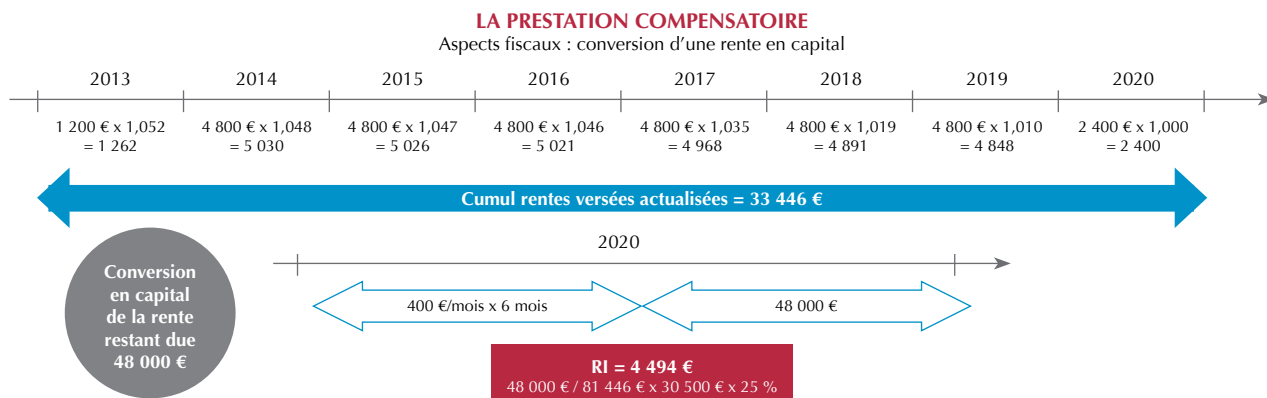 LA PRESTATION COMPENSATOIRE
Aspects fiscaux : conversion d’une rente en capital
2013 2014 2015 2016 2017 2018 2019 2020
1 200 € x 1,052 4 800 € x 1,048 4 800 € x 1,047 4 800 € x 1,046 4 800 € x 1,035 4 800 € x 1,019 4 800 € x 1,010 2 400 € x 1,000
= 1 262 = 5 030 = 5 026 = 5 021 = 4 968 = 4 891 = 4 848 = 2 400
Cumul rentes versées actualisées = 33 446 €
2020
Conversion
en capital
de la rente
restant due
48 000 €
400 €/mois x 6 mois 48 000 €
RI = 4 494 €
48 000 € / 81 446 € x 30 500 € x 25 %